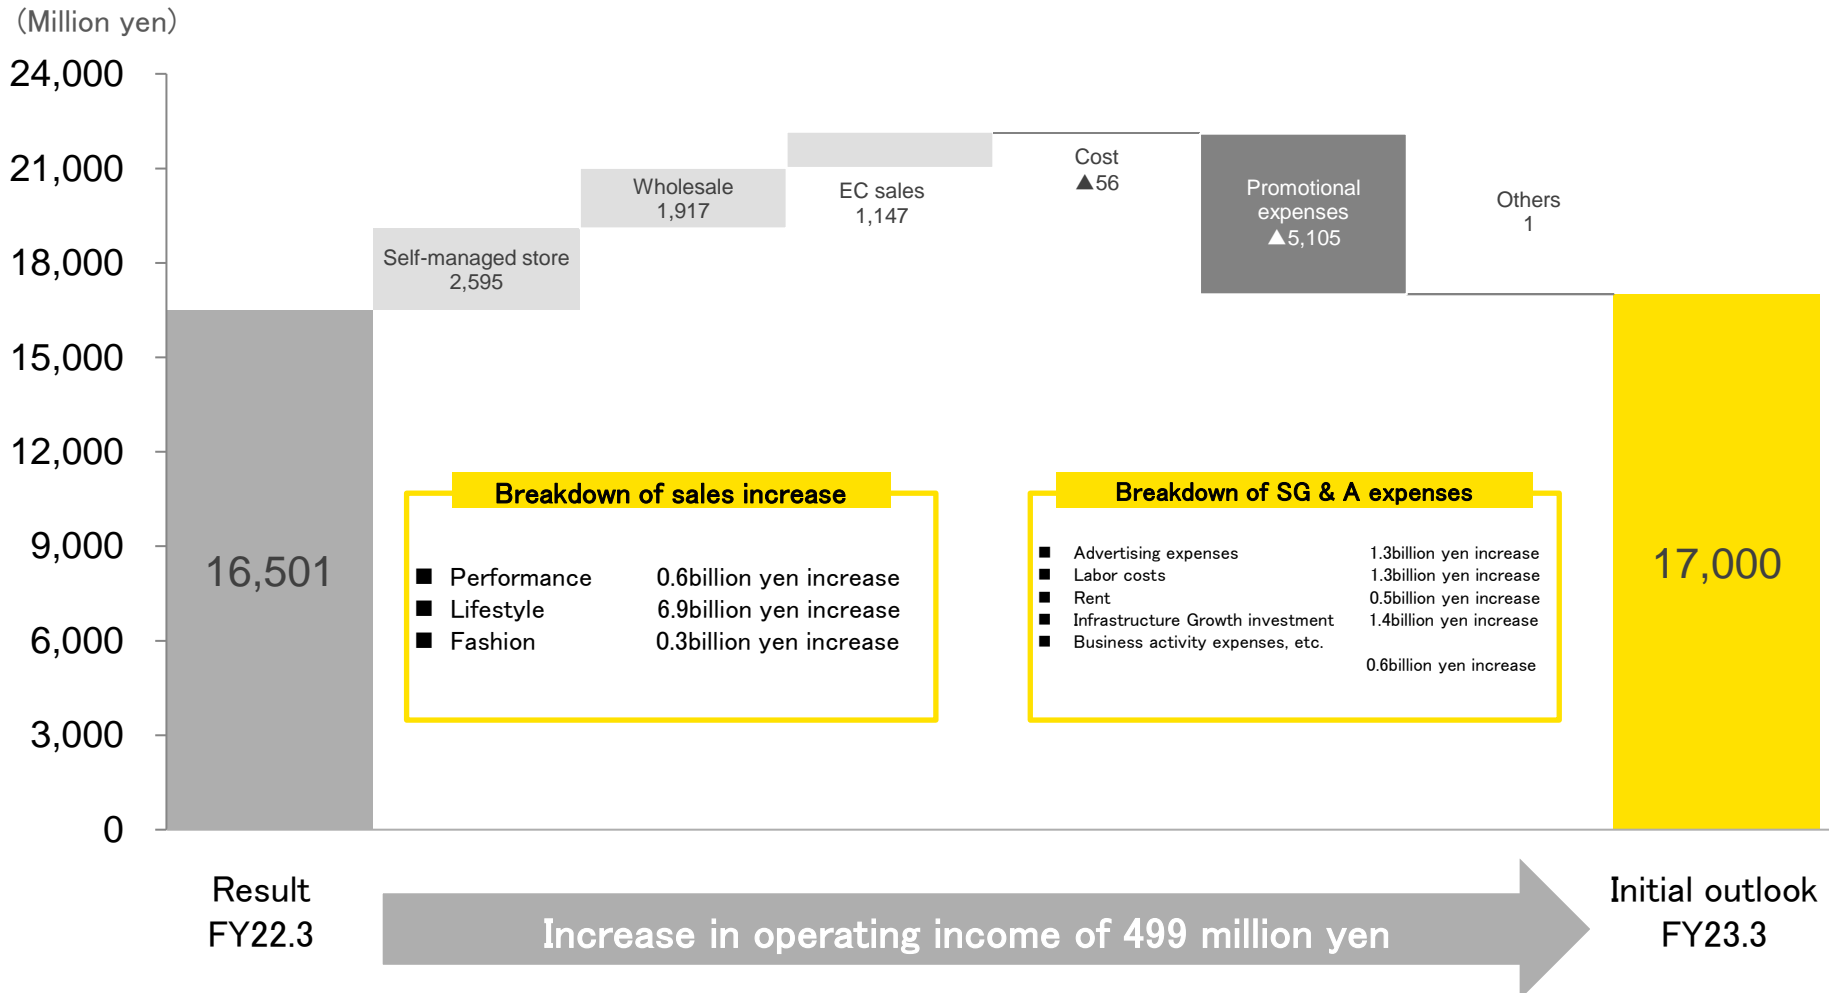 (Million yen)
24,000
21,000
18,000
15,000
12,000
9,000
6,000
3,000
0
16,501
Self-managed store
2,595
Wholesale
1,917
EC sales
1,147
Cost
▲56
Promotional
expenses
▲5,105
Others
1
17,000
Breakdown of sales increase
■ Performance 0.6billion yen increase
■ Lifestyle 6.9billion yen increase
■ Fashion 0.3billion yen increase
Breakdown of SG & A expenses
■ Advertising expenses 1.3billion yen increase
■ Labor costs 1.3billion yen increase
■ Rent 0.5billion yen increase
■ Infrastructure Growth investment 1.4billion yen increase
■ Business activity expenses, etc.
0.6billion yen increase
Result
FY22.3
Increase in operating income of 499 million yen
Initial outlook
FY23.3